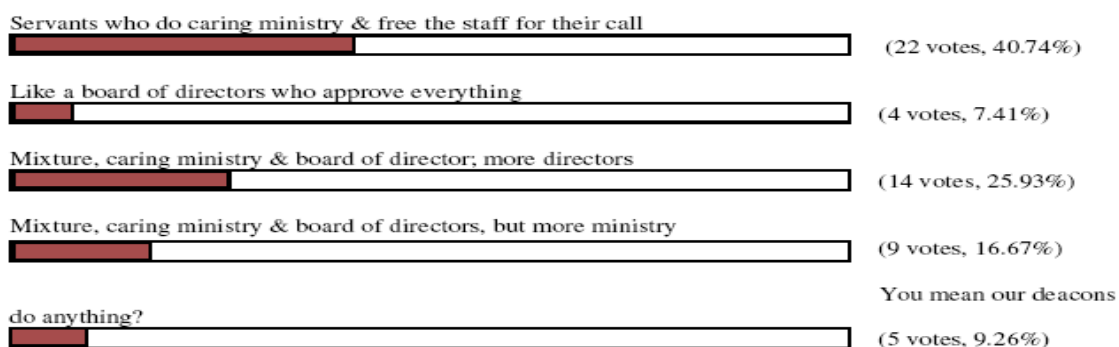 Servants who do caring ministry & free the staff for their call
(22 votes, 40.74%)
Like a board of directors who approve everything
(4 votes, 7.41%)
Mixture, caring ministry & board of director; more directors
(14 votes, 25.93%)
Mixture, caring ministry & board of directors, but more ministry
(9 votes, 16.67%)
You mean our deacons
do anything?
(5 votes, 9.26%)